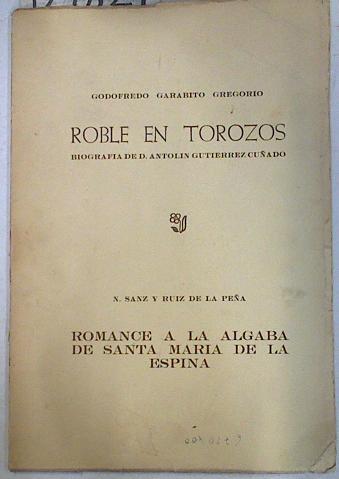 GODOFREDO GARABITO GREGORIO
ROBLE EN TOROZOS
BIOGRAFIA DE D. ANTOLIN GUTIERREZ CUÑADO
N. SANZ Y RUIZ DE LA PEÑA
ROMANCE A LA ALGABA
DE SANTA MARIA DE LA
ESPINA